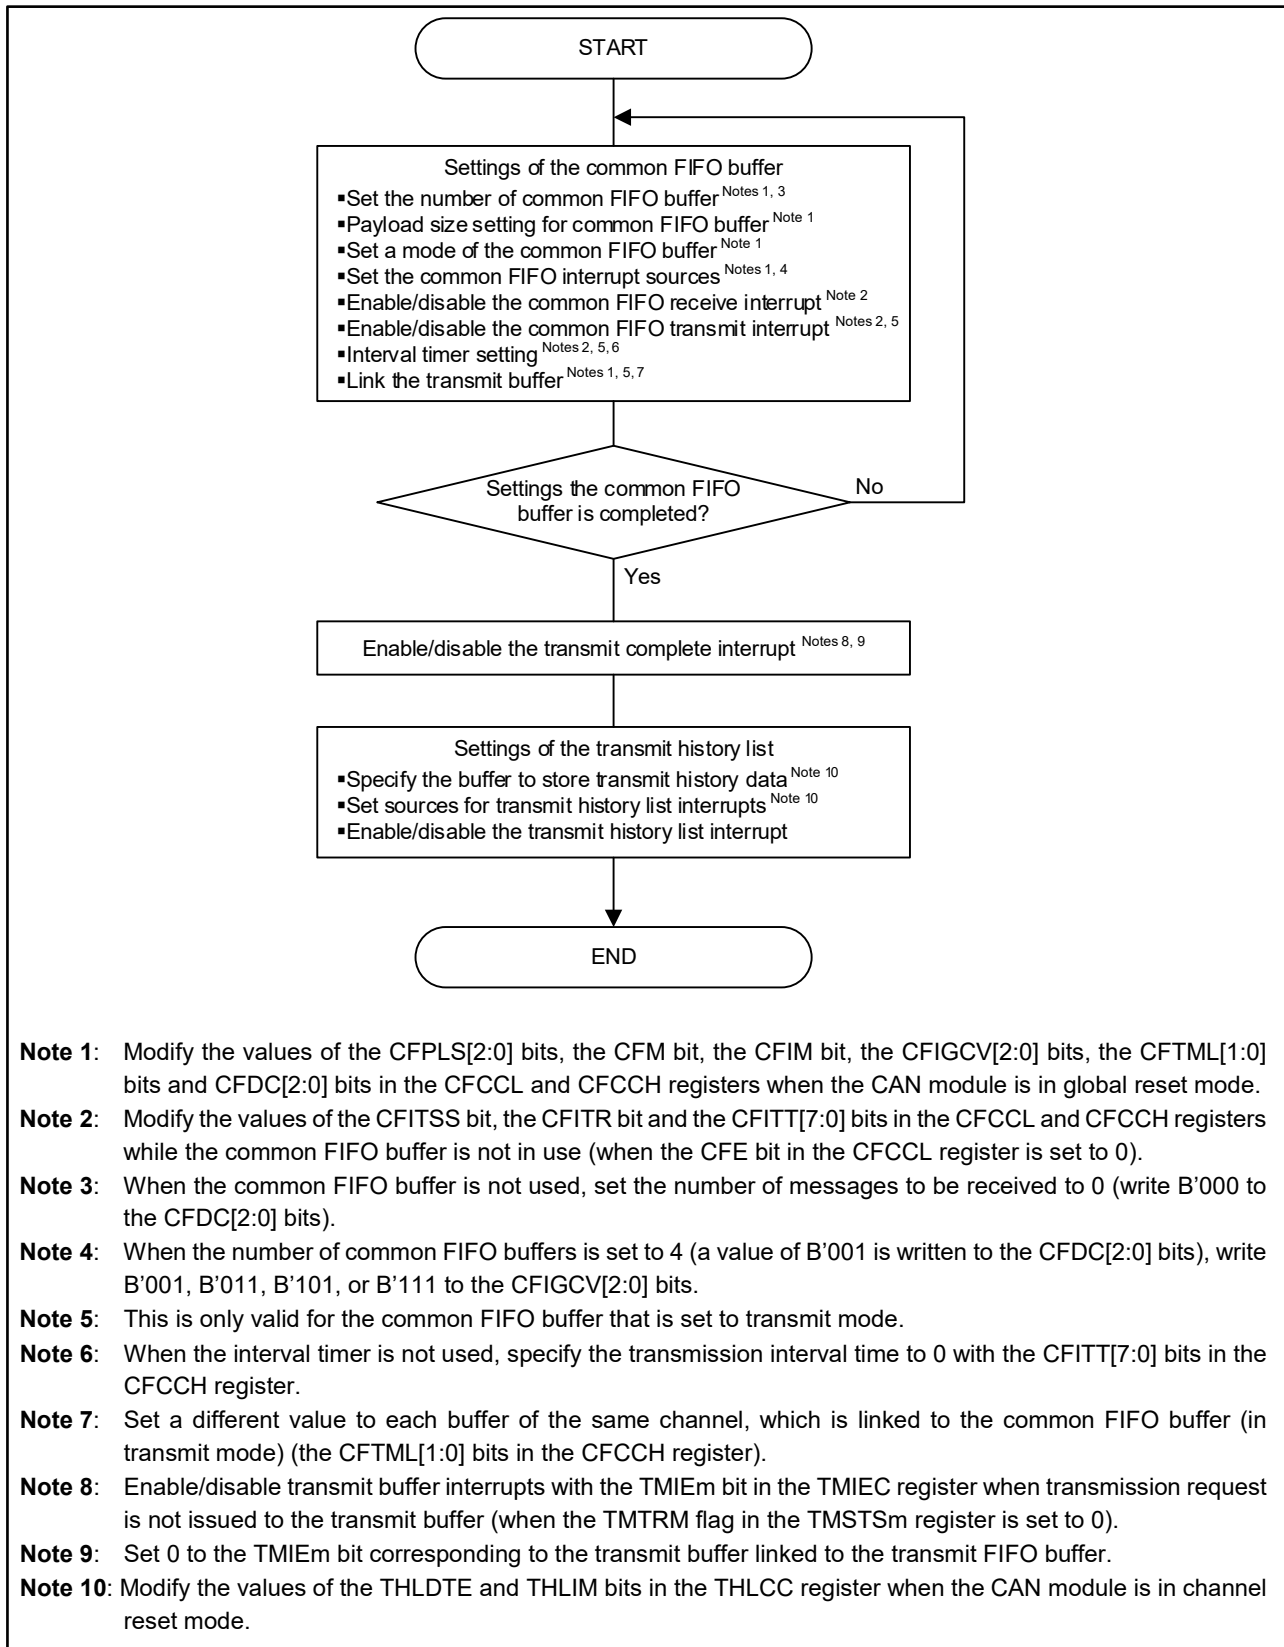 START
Settings of the common FIFO buffer
▪Set the number of common FIFO buffer Notes 1, 3
▪Payload size setting for common FIFO buffer Note 1
▪Set a mode of the common FIFO buffer Note 1
▪Set the common FIFO interrupt sources Notes 1, 4
▪Enable/disable the common FIFO receive interrupt Note 2
▪Enable/disable the common FIFO transmit interrupt Notes 2, 5
▪Interval timer setting Notes 2, 5, 6
▪Link the transmit buffer Notes 1, 5, 7
Settings the common FIFO
buffer is completed?
No
Yes
Enable/disable the transmit complete interrupt Notes 8, 9
Settings of the transmit history list
▪Specify the buffer to store transmit history data Note 10
▪Set sources for transmit history list interrupts Note 10
▪Enable/disable the transmit history list interrupt
END
Note 1: Modify the values of the CFPLS[2:0] bits, the CFM bit, the CFIM bit, the CFIGCV[2:0] bits, the CFTML[1:0]
bits and CFDC[2:0] bits in the CFCCL and CFCCH registers when the CAN module is in global reset mode.
Note 2: Modify the values of the CFITSS bit, the CFITR bit and the CFITT[7:0] bits in the CFCCL and CFCCH registers
while the common FIFO buffer is not in use (when the CFE bit in the CFCCL register is set to 0).
Note 3: When the common FIFO buffer is not used, set the number of messages to be received to 0 (write B’000 to
the CFDC[2:0] bits).
Note 4: When the number of common FIFO buffers is set to 4 (a value of B’001 is written to the CFDC[2:0] bits), write
B’001, B’011, B’101, or B’111 to the CFIGCV[2:0] bits.
Note 5: This is only valid for the common FIFO buffer that is set to transmit mode.
Note 6: When the interval timer is not used, specify the transmission interval time to 0 with the CFITT[7:0] bits in the
CFCCH register.
Note 7: Set a different value to each buffer of the same channel, which is linked to the common FIFO buffer (in
transmit mode) (the CFTML[1:0] bits in the CFCCH register).
Note 8: Enable/disable transmit buffer interrupts with the TMIEm bit in the TMIEC register when transmission request
is not issued to the transmit buffer (when the TMTRM flag in the TMSTSm register is set to 0).
Note 9: Set 0 to the TMIEm bit corresponding to the transmit buffer linked to the transmit FIFO buffer.
Note 10: Modify the values of the THLDTE and THLIM bits in the THLCC register when the CAN module is in channel
reset mode.